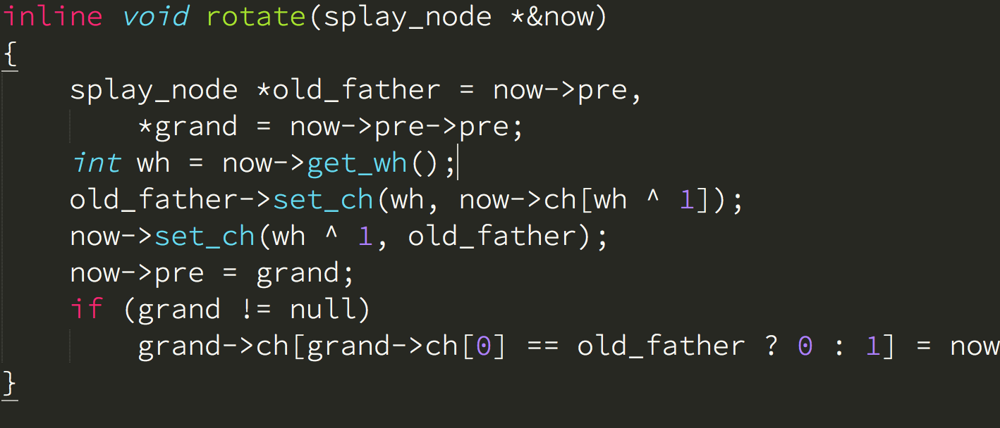 inline void rotate(splay_node *&now)
{
    splay_node *old_father = now->pre,
        *grand = now->pre->pre;
    int wh = now->get_wh();
    old_father->set_ch(wh, now->ch[wh ^ 1]);
    now->set_ch(wh ^ 1, old_father);
    now->pre = grand;
    if (grand != null)
        grand->ch[grand->ch[0] == old_father ? 0 : 1] = now
}